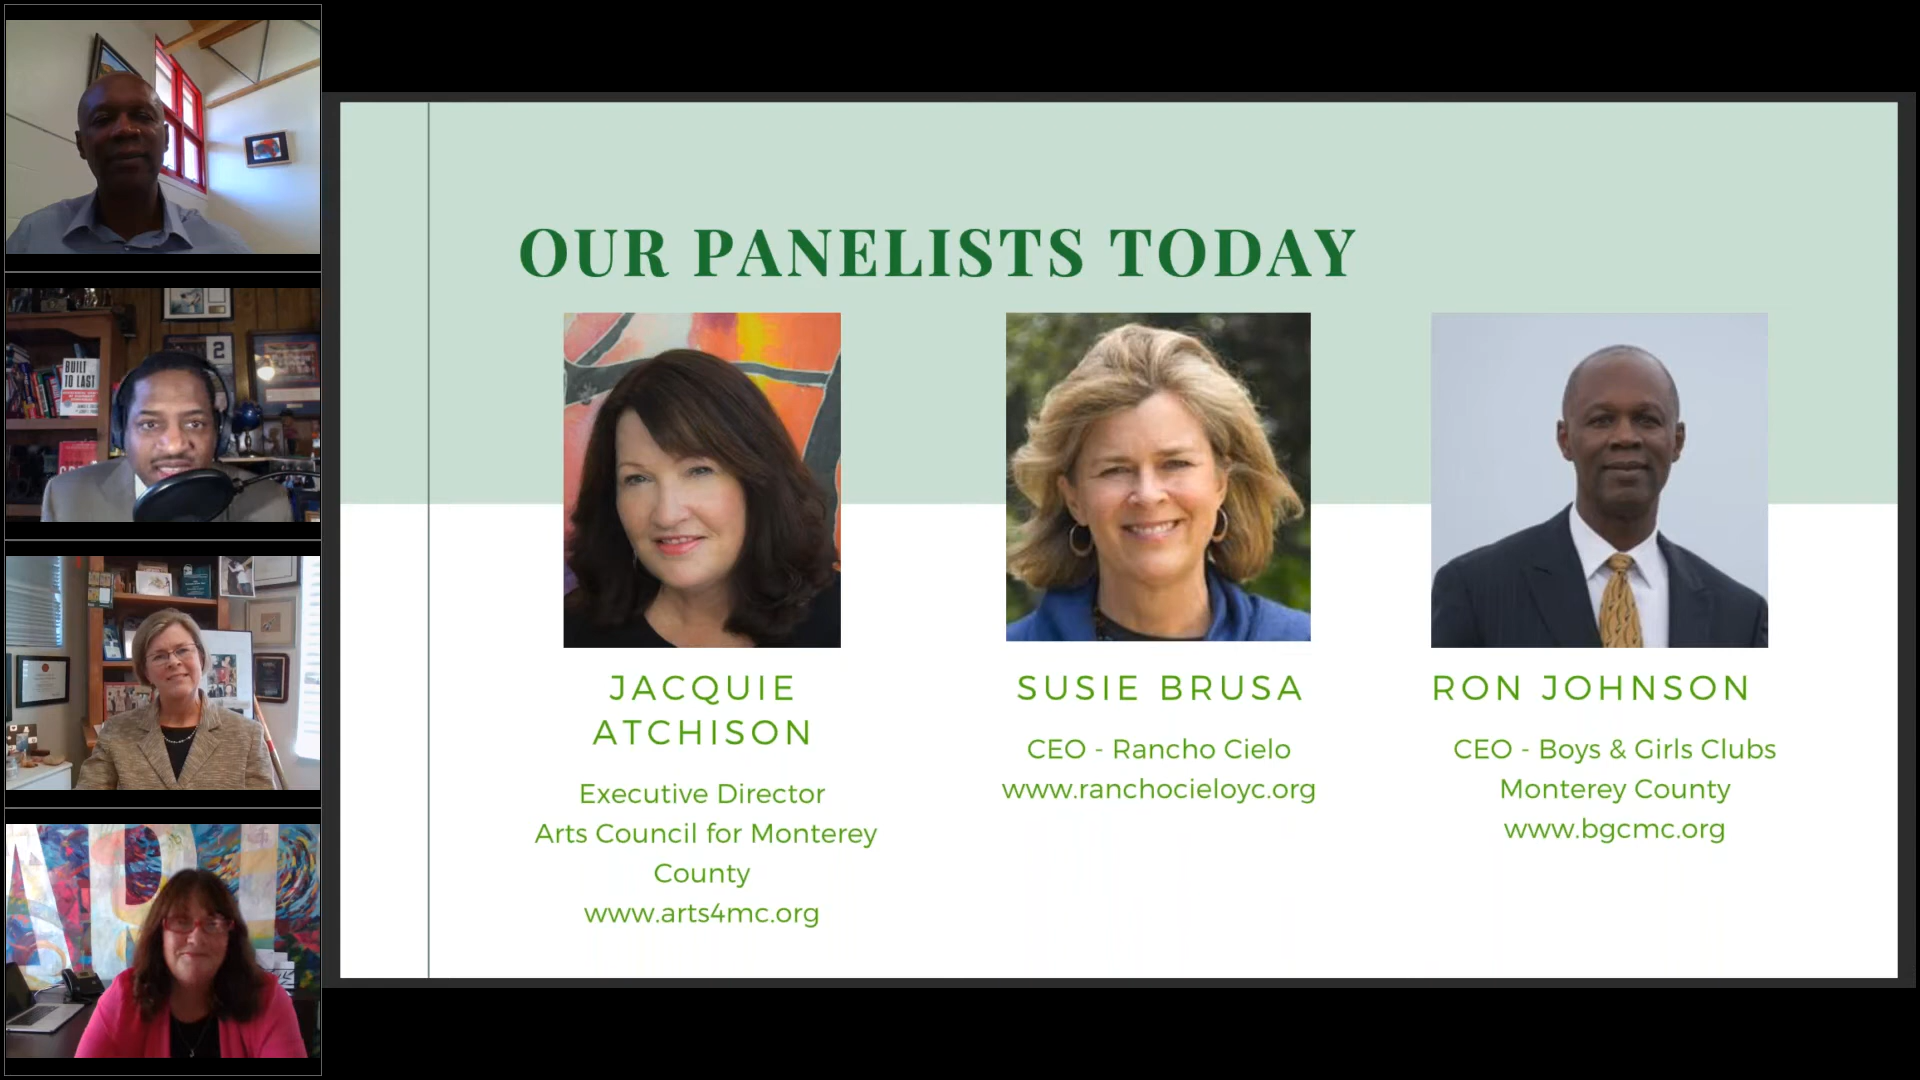 BUILT
TO LAST
2
OUR PANELISTS TODAY
JACQUIE
ATCHISON
Executive Director
Arts Council for Monterey
County
www.arts4mc.org
SUSIE BRUSA
CEO - Rancho Cielo
www.ranchocieloyc.org
RON JOHNSON
CEO - Boys & Girls Clubs
Monterey County
www.bgcmc.org